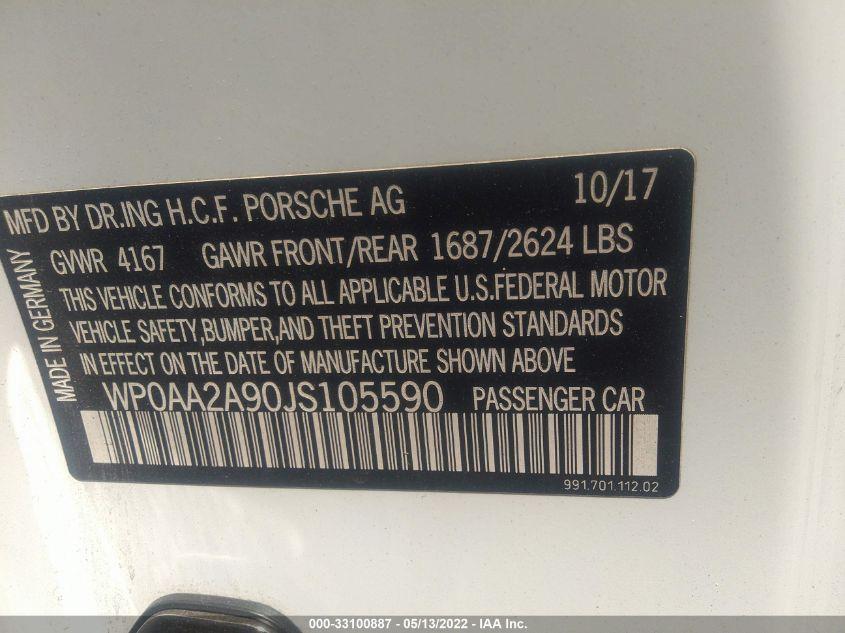 MFD BY DR.ING H.C.F. PORSCHE AG 10/17
GVWR 4167 GAWR FRONT/REAR 1687/2624 LBS
THIS VEHICLE CONFORMS TO ALL APPLICABLE U.S.FEDERAL MOTOR
VEHICLE SAFETY,BUMPER,AND THEFT PREVENTION STANDARDS
IN EFFECT ON THE DATE OF MANUFACTURE SHOWN ABOVE
WP0AA2A90JS105590 PASSENGER CAR
991.701.112.02
MADE IN GERMANY
000-33100887 - 05/13/2022 - IAA Inc.